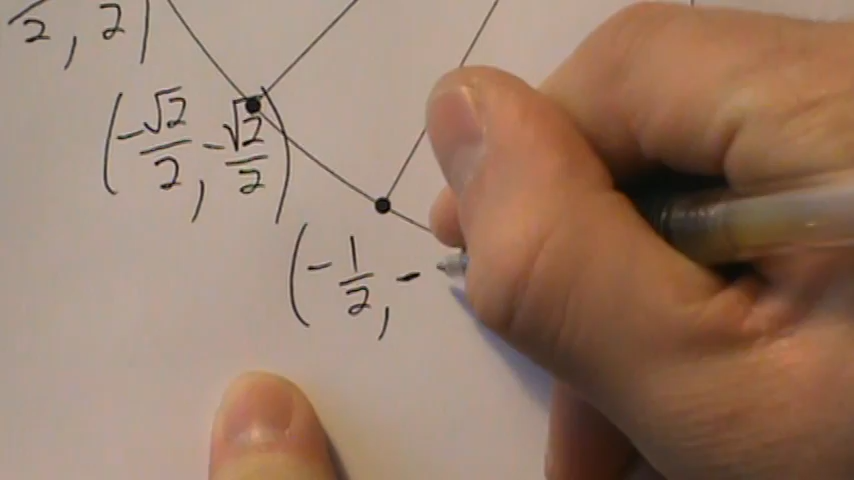 2, 2)
(-√2/2, -√2/2)
(-1/2, -